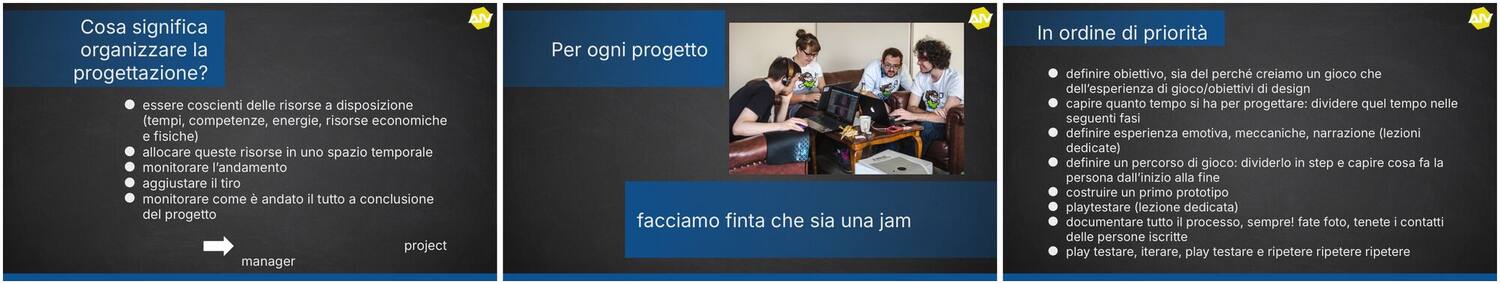 Cosa significa
organizzare la
progettazione?
AIV
● essere coscienti delle risorse a disposizione
(tempi, competenze, energie, risorse economiche
e fisiche)
● allocare queste risorse in uno spazio temporale
● monitorare l'andamento
● aggiustare il tiro
● monitorare come è andato il tutto a conclusione
del progetto
project
manager
Per ogni progetto
AIV
facciamo finta che sia una jam
In ordine di priorità
AIV
● definire obiettivo, sia del perché creiamo un gioco che
dell'esperienza di gioco/obiettivi di design
● capire quanto tempo si ha per progettare: dividere quel tempo nelle
seguenti fasi
● definire esperienza emotiva, meccaniche, narrazione (lezioni
dedicate)
● definire un percorso di gioco: dividerlo in step e capire cosa fa la
persona dall'inizio alla fine
● costruire un primo prototipo
● playtestare (lezione dedicata)
● documentare tutto il processo, sempre! fate foto, tenete i contatti
delle persone iscritte
● play testare, iterare, play testare e ripetere ripetere ripetere